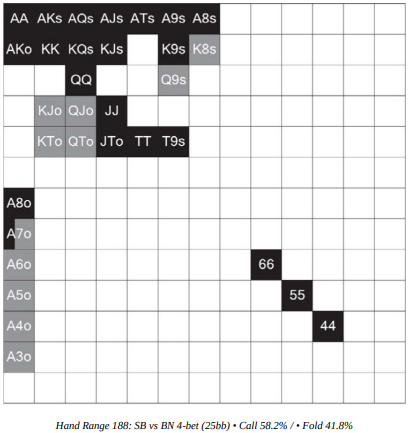 AA AKs AQs AJs ATs A9s A8s
AKo KK KQs KJs K9s K8s
QQ Q9s
KJo QJo JJ
KTo QTo JTo TT T9s
A8o
A7o
A6o 66
A5o 55
A4o 44
A3o
Hand Range 188: SB vs BN 4-bet (25bb) • Call 58.2% / • Fold 41.8%